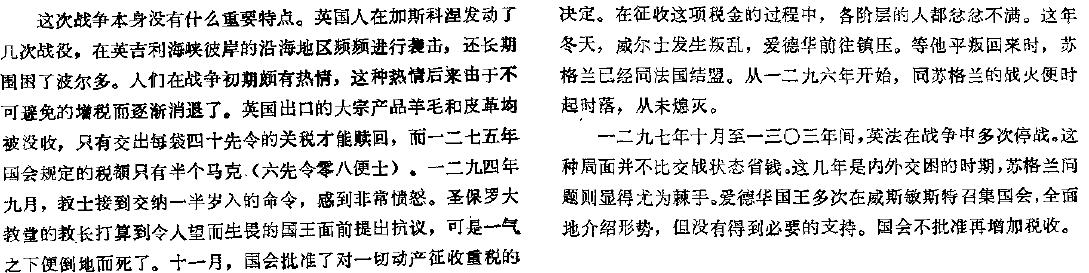 这次战争本身没有什么重要特点。英国人在加斯科涅发动了
几次战役，在英吉利海峡彼岸的沿海地区频频进行袭击，还长期
围困了波尔多。人们在战争初期颇有热情，这种热情后来由于不
可避免的增税而逐渐消退了。英国出口的大宗产品羊毛和皮革均
被没收，只有交出每袋四十先令的关税才能赎回，而一二七五年
国会规定的税额只有半个马克（六先令零八便士）。一二九四年
九月，教士接到交纳一半岁入的命令，感到非常愤怒。圣保罗大
教堂的教长打算到令人望而生畏的国王面前提出抗议，可是一气
之下便倒地而死了。十一月，国会批准了对一切动产征收重税的
决定。在征收这项税金的过程中，各阶层的人都忿忿不满。这年
冬天，威尔士发生叛乱，爱德华前往镇压。等他平叛回来时，苏
格兰已经同法国结盟。从一二九六年开始，同苏格兰的战火便时
起时落，从未熄灭。
一二九七年十月至一三〇三年间，英法在战争中多次停战。这
种局面并不比交战状态省钱。这几年是内外交困的时期，苏格兰问
题则显得尤为棘手。爱德华国王多次在威斯敏斯特召集国会，全面
地介绍形势，但没有得到必要的支持。国会不批准再增加税收。